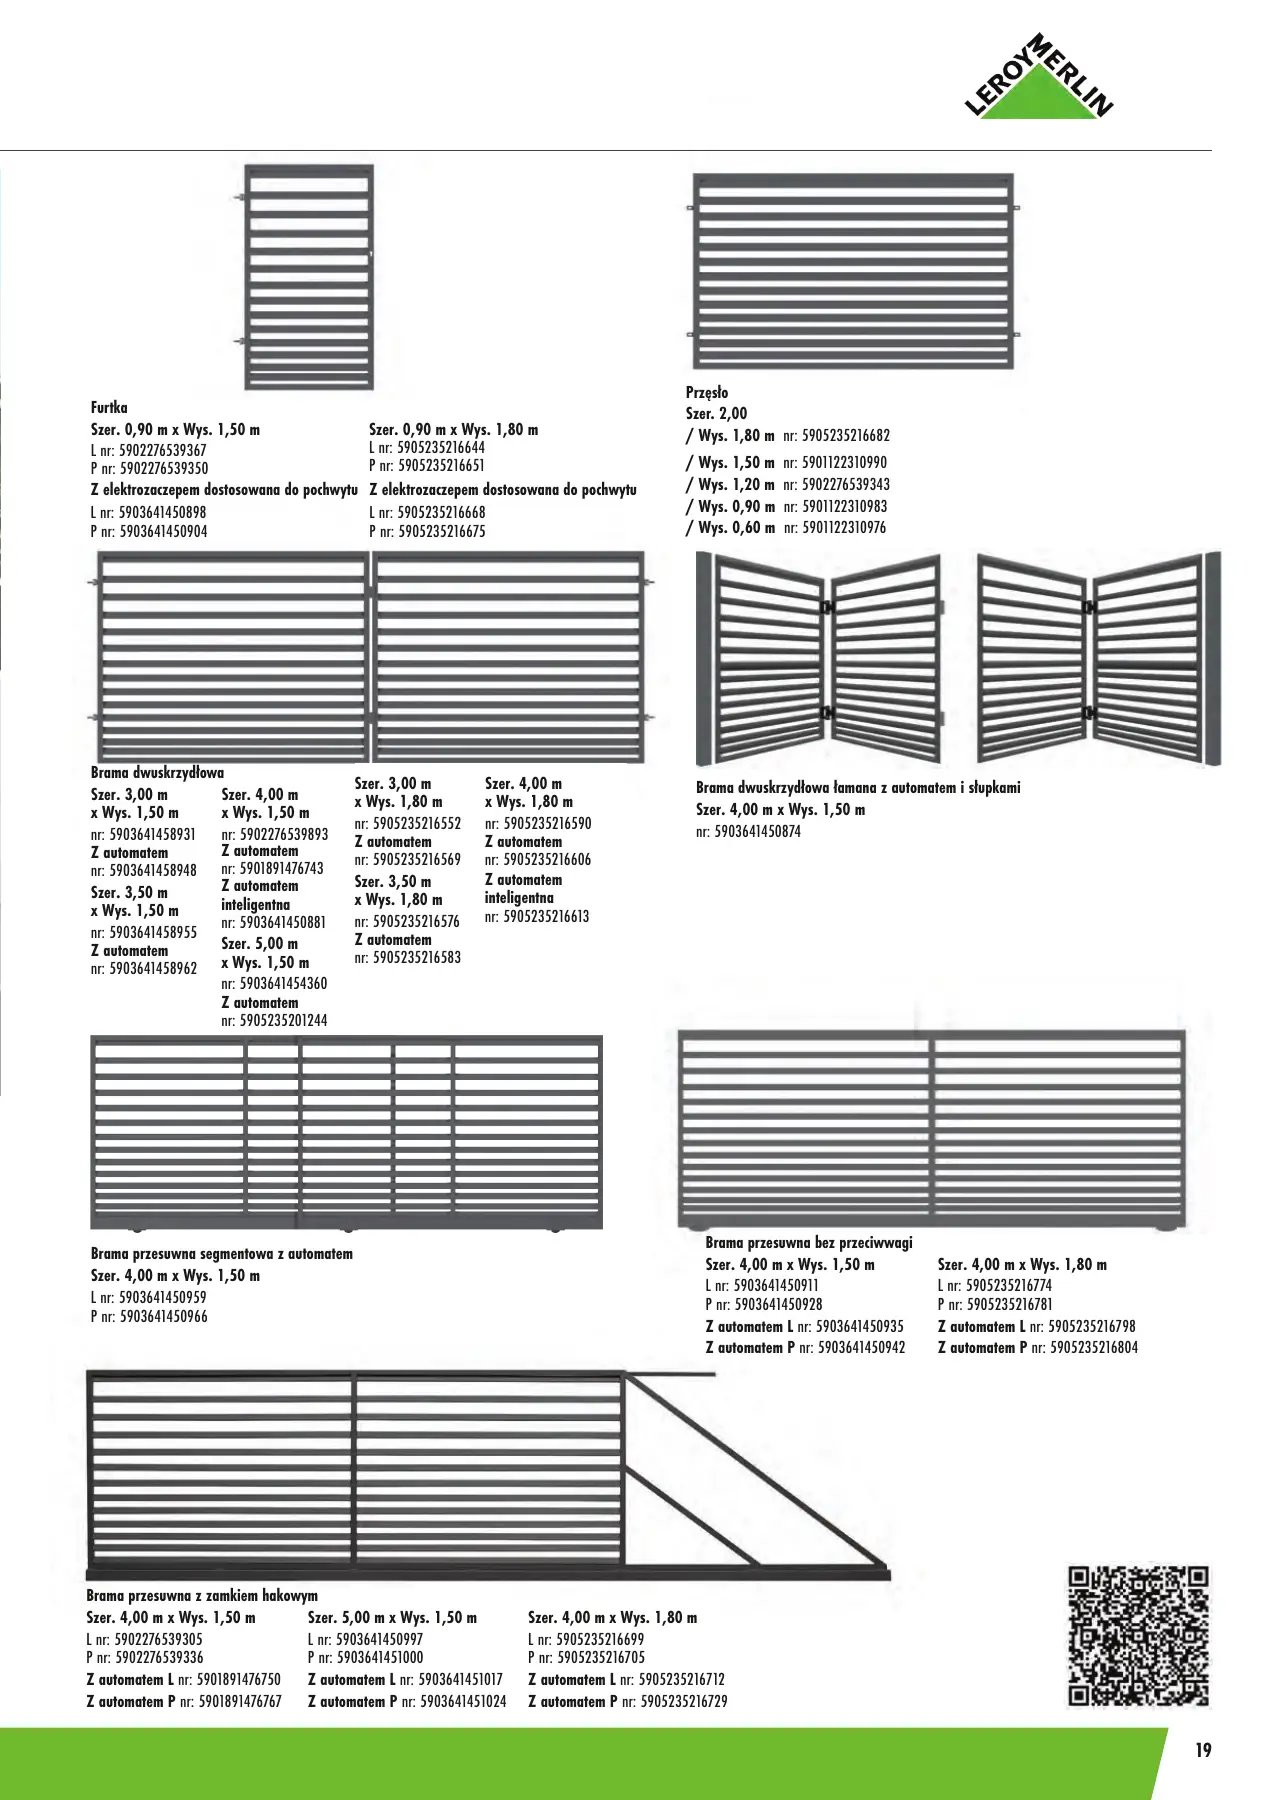 LEROY MERLIN
Furtka
Szer. 0,90 m x Wys. 1,50 m
L nr: 5902276539367
P nr: 5902276539350
Z elektrozaczepem dostosowana do pochwytu
L nr: 5903641450898
P nr: 5903641450904
Szer. 0,90 m x Wys. 1,80 m
L nr: 5905235216644
P nr: 5905235216651
Z elektrozaczepem dostosowana do pochwytu
L nr: 5905235216668
P nr: 5905235216675
Przęsło
Szer. 2,00
/ Wys. 1,80 m nr: 5905235216682
/ Wys. 1,50 m nr: 5901122310990
/ Wys. 1,20 m nr: 5902276539343
/ Wys. 0,90 m nr: 5901122310983
/ Wys. 0,60 m nr: 5901122310976
Brama dwuskrzydłowa
Szer. 3,00 m
x Wys. 1,50 m
nr: 5903641458931
Z automatem
nr: 5903641458948
Szer. 3,50 m
x Wys. 1,50 m
nr: 5903641458955
Z automatem
nr: 5903641458962
Szer. 4,00 m
x Wys. 1,50 m
nr: 5902276539893
Z automatem
nr: 5901891476743
Z automatem
inteligentna
nr: 5903641450881
Szer. 5,00 m
x Wys. 1,50 m
nr: 5903641454360
Z automatem
nr: 5905235201244
Szer. 3,00 m
x Wys. 1,80 m
nr: 5905235216552
Z automatem
nr: 5905235216569
Szer. 3,50 m
x Wys. 1,80 m
nr: 5905235216576
Z automatem
nr: 5905235216583
Szer. 4,00 m
x Wys. 1,80 m
nr: 5905235216590
Z automatem
nr: 5905235216606
Z automatem
inteligentna
nr: 5905235216613
Brama dwuskrzydłowa łamana z automatem i słupkami
Szer. 4,00 m x Wys. 1,50 m
nr: 5903641450874
Brama przesuwna segmentowa z automatem
Szer. 4,00 m x Wys. 1,50 m
L nr: 5903641450959
P nr: 5903641450966
Brama przesuwna bez przeciwwagi
Szer. 4,00 m x Wys. 1,50 m
L nr: 5903641450911
P nr: 5903641450928
Z automatem L nr: 5903641450935
Z automatem P nr: 5903641450942
Szer. 4,00 m x Wys. 1,80 m
L nr: 5905235216774
P nr: 5905235216781
Z automatem L nr: 5905235216798
Z automatem P nr: 5905235216804
Brama przesuwna z zamkiem hakowym
Szer. 4,00 m x Wys. 1,50 m
L nr: 5902276539305
P nr: 5902276539336
Z automatem L nr: 5901891476750
Z automatem P nr: 5901891476767
Szer. 5,00 m x Wys. 1,50 m
L nr: 5903641450997
P nr: 5903641451000
Z automatem L nr: 5903641451017
Z automatem P nr: 5903641451024
Szer. 4,00 m x Wys. 1,80 m
L nr: 5905235216699
P nr: 5905235216705
Z automatem L nr: 5905235216712
Z automatem P nr: 5905235216729
19